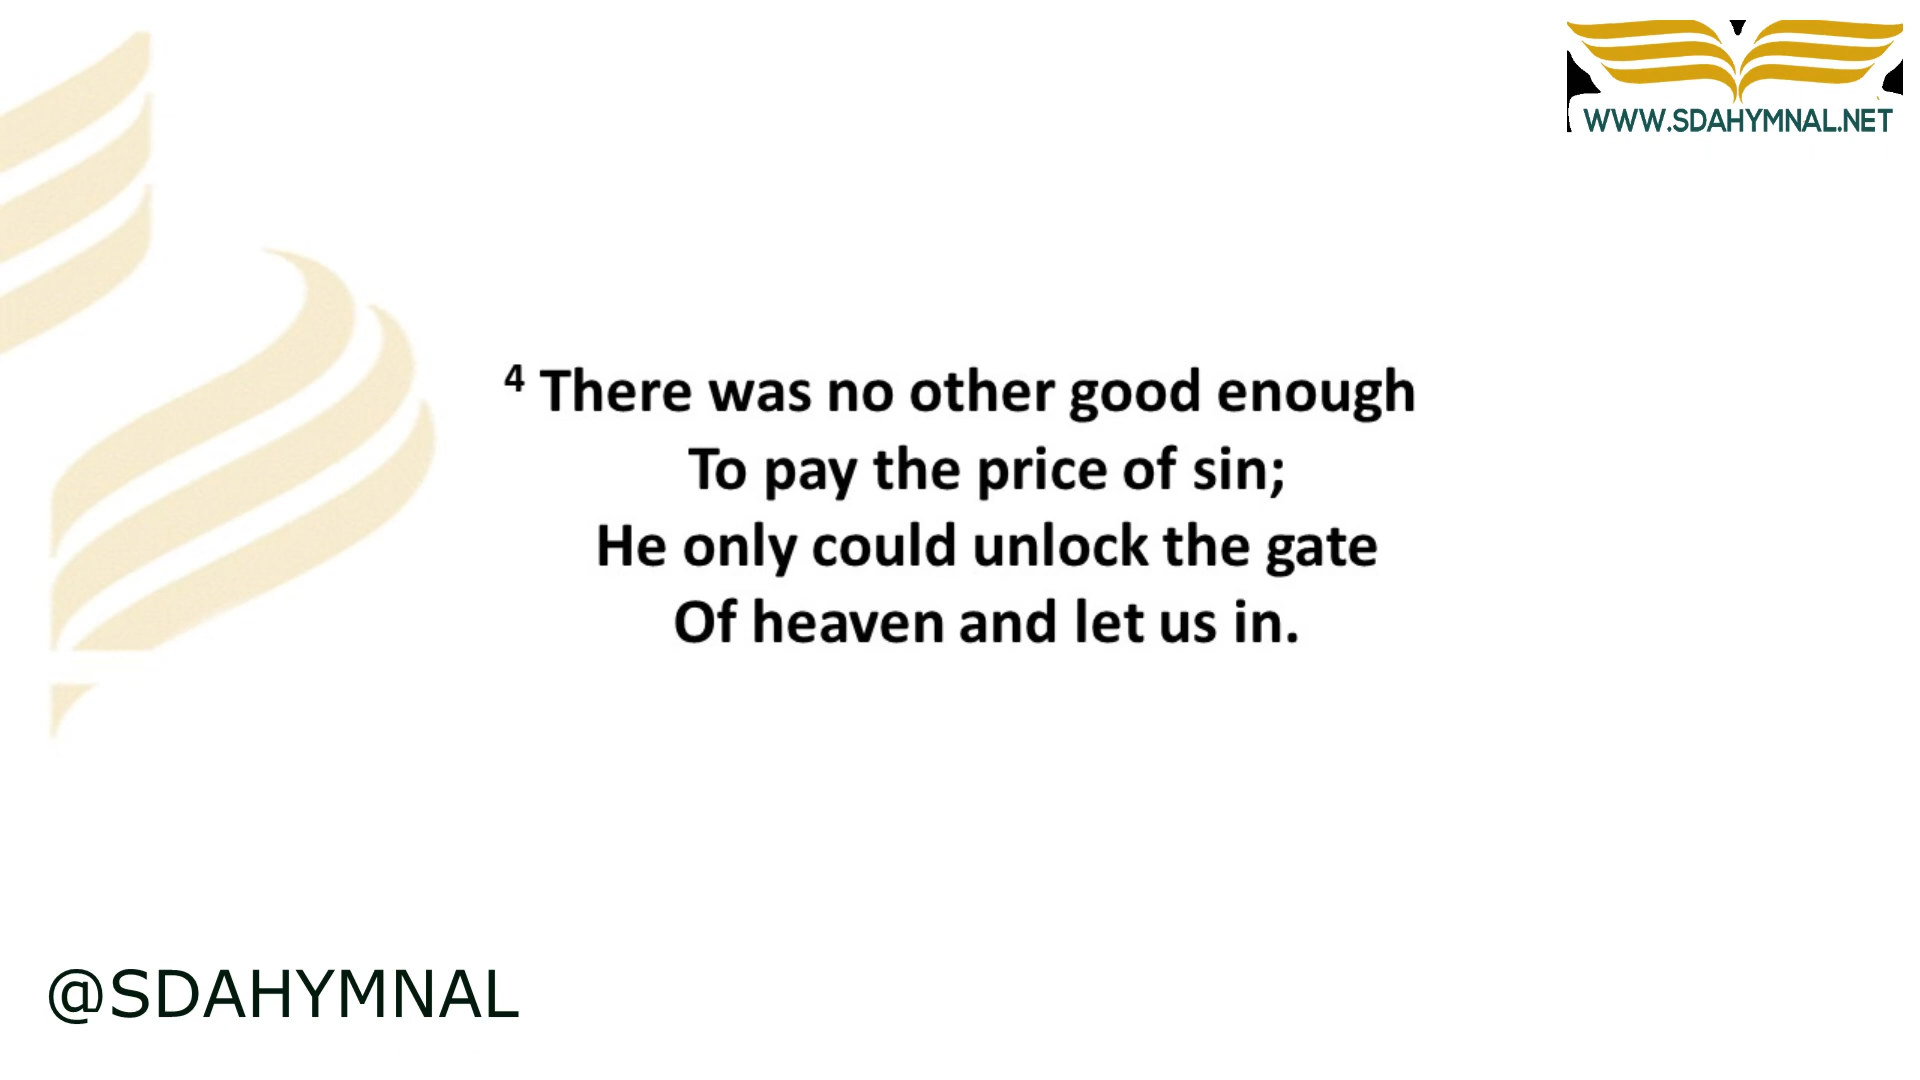 WWW.SDAHYMNAL.NET
4 There was no other good enough
To pay the price of sin;
He only could unlock the gate
Of heaven and let us in.
@SDAHYMNAL